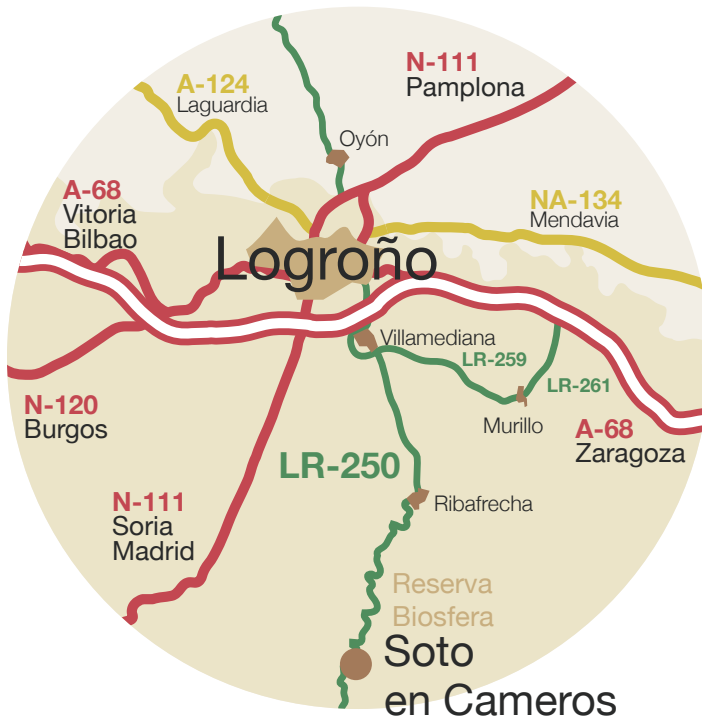 N-111
Pamplona
A-124
Laguardia
Oyón
A-68
Vitoria
Bilbao
NA-134
Mendavia
Logroño
Villamediana
LR-259
LR-261
N-120
Burgos
Murillo
A-68
Zaragoza
LR-250
N-111
Soria
Madrid
Ribafrecha
Reserva
Biosfera
Soto
en Cameros